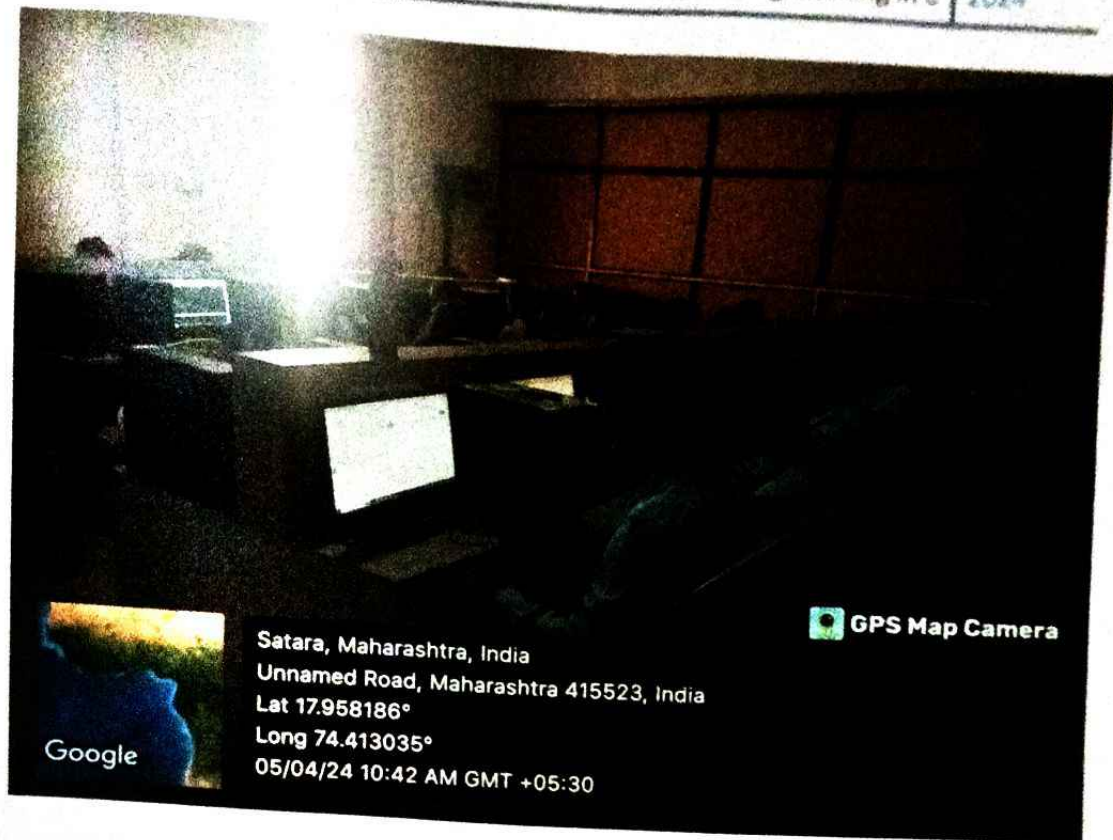 2024
GPS Map Camera
Satara, Maharashtra, India
Unnamed Road, Maharashtra 415523, India
Lat 17.958186°
Long 74.413035°
05/04/24 10:42 AM GMT +05:30
Google